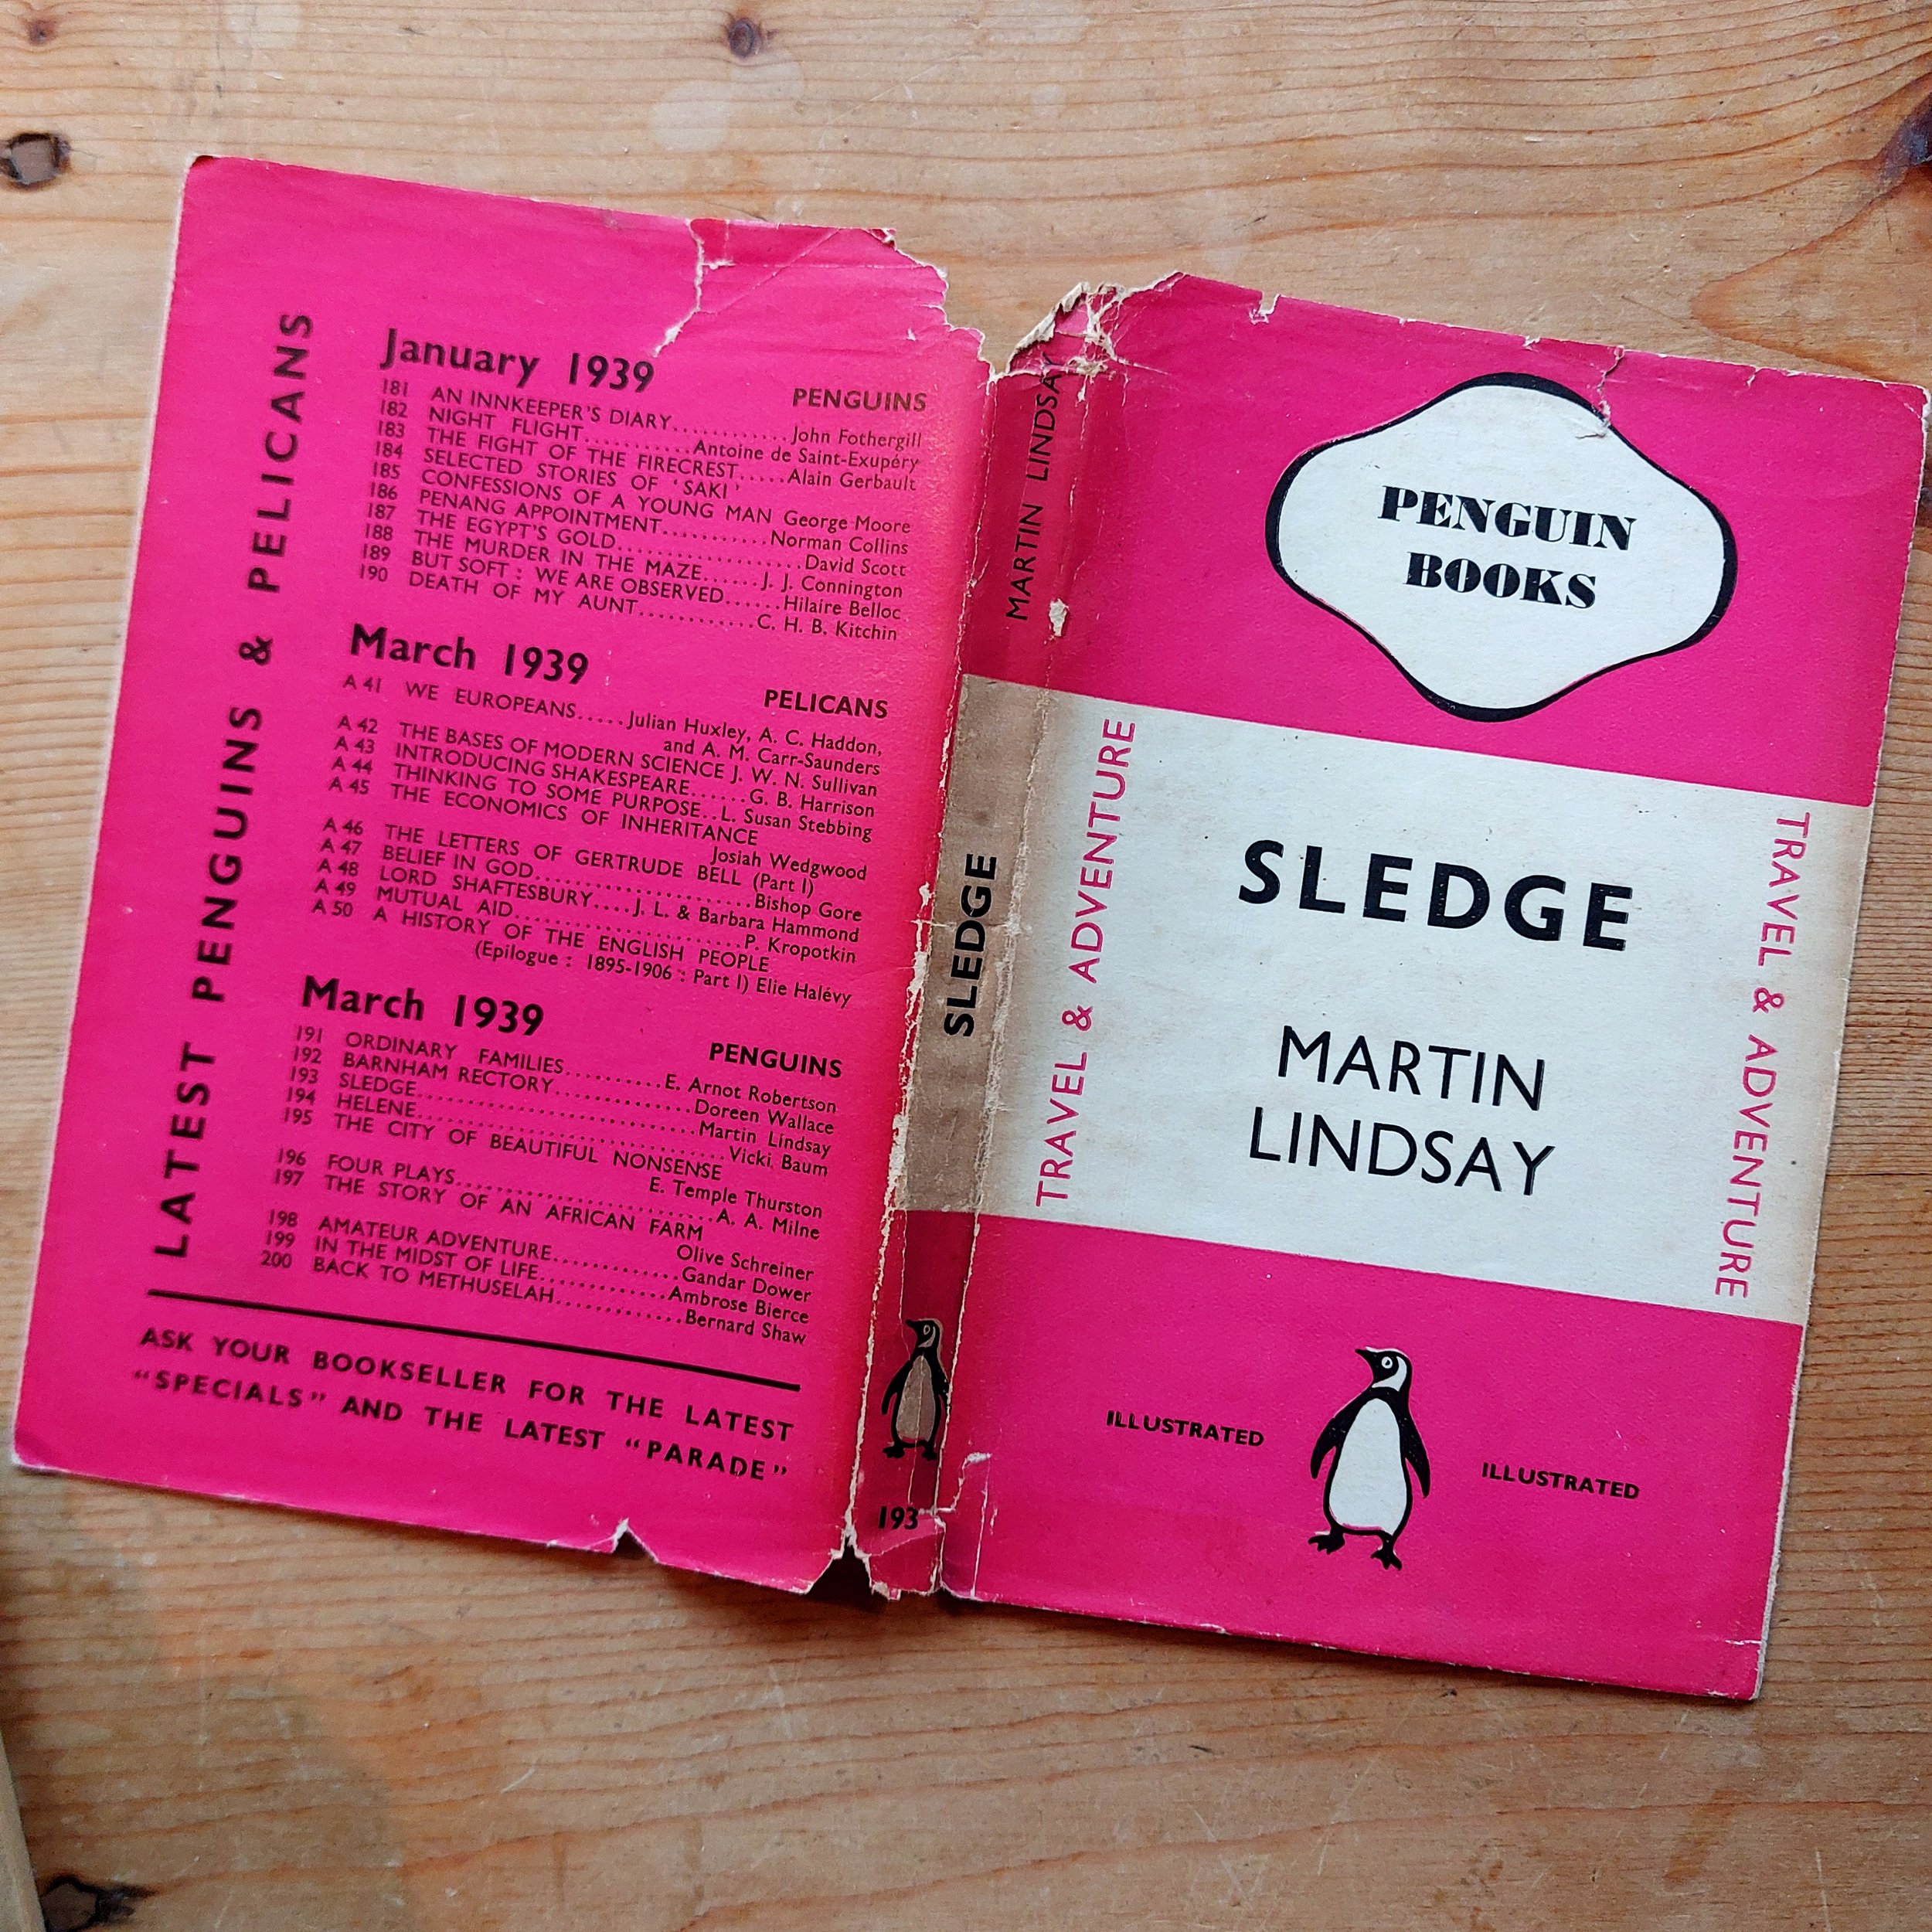 LATEST PENGUINS & PELICANS
January 1939
PENGUINS
181 AN INNKEEPER'S DIARY............John Fothergill
182 NIGHT FLIGHT..........Antoine de Saint-Exupéry
183 THE FIGHT OF THE FIRECREST.....Alain Gerbault
184 SELECTED STORIES OF 'SAKI'
185 CONFESSIONS OF A YOUNG MAN George Moore
186 PENANG APPOINTMENT............Norman Collins
187 THE EGYPT'S GOLD....................David Scott
188 THE MURDER IN THE MAZE.......J. J. Connington
189 BUT SOFT : WE ARE OBSERVED......Hilaire Belloc
190 DEATH OF MY AUNT............C. H. B. Kitchin
March 1939
PELICANS
A 41 WE EUROPEANS.....Julian Huxley, A. C. Haddon,
and A. M. Carr-Saunders
A 42 THE BASES OF MODERN SCIENCE J. W. N. Sullivan
A 43 INTRODUCING SHAKESPEARE.......G. B. Harrison
A 44 THINKING TO SOME PURPOSE..L. Susan Stebbing
A 45 THE ECONOMICS OF INHERITANCE
Josiah Wedgwood
A 46 THE LETTERS OF GERTRUDE BELL (Part I)
A 47 BELIEF IN GOD......................Bishop Gore
A 48 LORD SHAFTESBURY....J. L. & Barbara Hammond
A 49 MUTUAL AID.......................P. Kropotkin
A 50 A HISTORY OF THE ENGLISH PEOPLE
(Epilogue : 1895-1906 : Part I) Elie Halévy
March 1939
PENGUINS
191 ORDINARY FAMILIES..........E. Arnot Robertson
192 BARNHAM RECTORY..............Doreen Wallace
193 SLEDGE............................Martin Lindsay
194 HELENE...............................Vicki Baum
195 THE CITY OF BEAUTIFUL NONSENSE
E. Temple Thurston
196 FOUR PLAYS..........................A. A. Milne
197 THE STORY OF AN AFRICAN FARM
Olive Schreiner
198 AMATEUR ADVENTURE.............Gandar Dower
199 IN THE MIDST OF LIFE.............Ambrose Bierce
200 BACK TO METHUSELAH.............Bernard Shaw
ASK YOUR BOOKSELLER FOR THE LATEST
"SPECIALS" AND THE LATEST "PARADE"
MARTIN LINDSAY
SLEDGE
193
PENGUIN
BOOKS
TRAVEL & ADVENTURE
SLEDGE
MARTIN
LINDSAY
TRAVEL & ADVENTURE
ILLUSTRATED
ILLUSTRATED